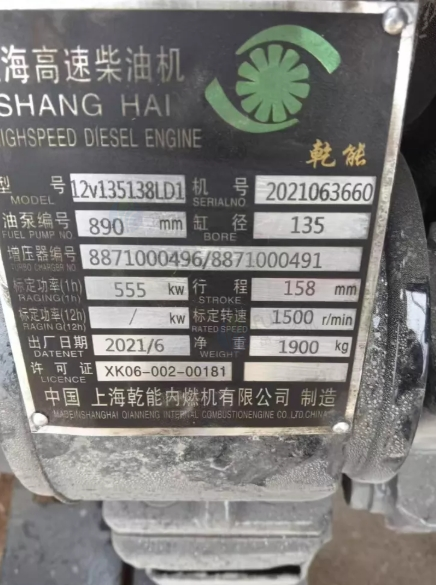 海高速柴油机
SHANG HAI
HIGHSPEED DIESEL ENGINE
乾能
型 号 12v135138LD1 机 号 2021063660
MODEL SERIALNO
油泵编号 890 mm 缸 径 135
FUEL PUMP NO BORE
增压器编号 8871000496/8871000491
TURBO CHARGER NO
标定功率(1h) 555 kw 行 程 158 mm
RAGING(1h) STROKE
标定功率(12h) / kw 标定转速 1500 r/min
RAGING(12h) RATED SPEED
出厂日期 2021/6 净 重 1900 kg
DATENET WEIGHT
许 可 证 XK06-002-00181
LICENCE
中国 上海乾能内燃机有限公司 制造
MADEINSHANGHAI QIANNENG INTERNAL COMBUSTIONENGINE CO.LTD.CHINA